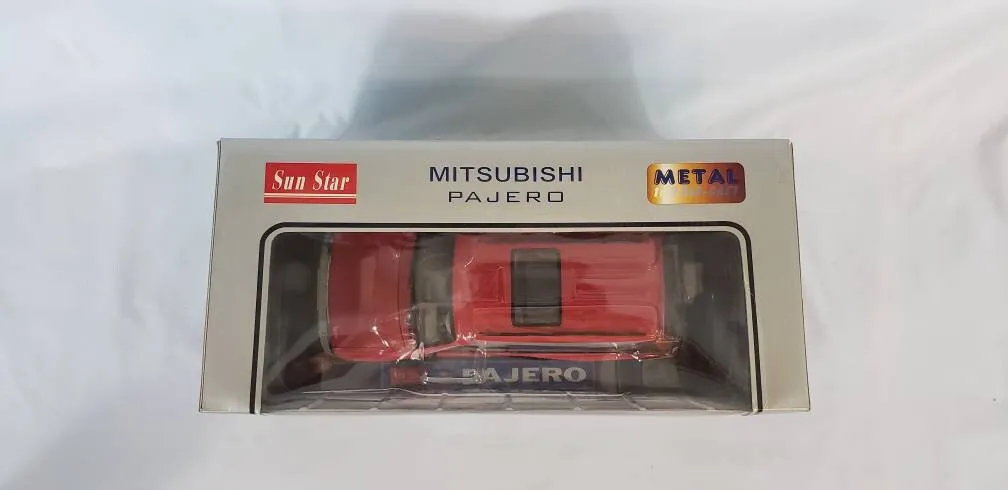 Sun Star
MITSUBISHI
PAJERO
METAL
PAJERO